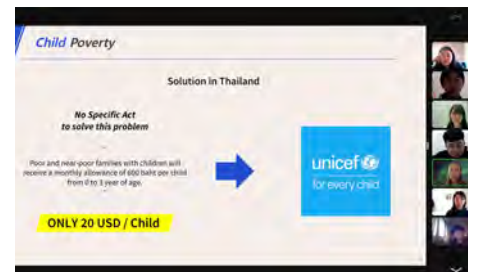 Child Poverty
Solution in Thailand
No Specific Act
to solve this problem
Poor and near-poor families with children will
receive a monthly allowance of 600 baht per child
from 0 to 1 year of age.
ONLY 20 USD / Child
unicef
for every child